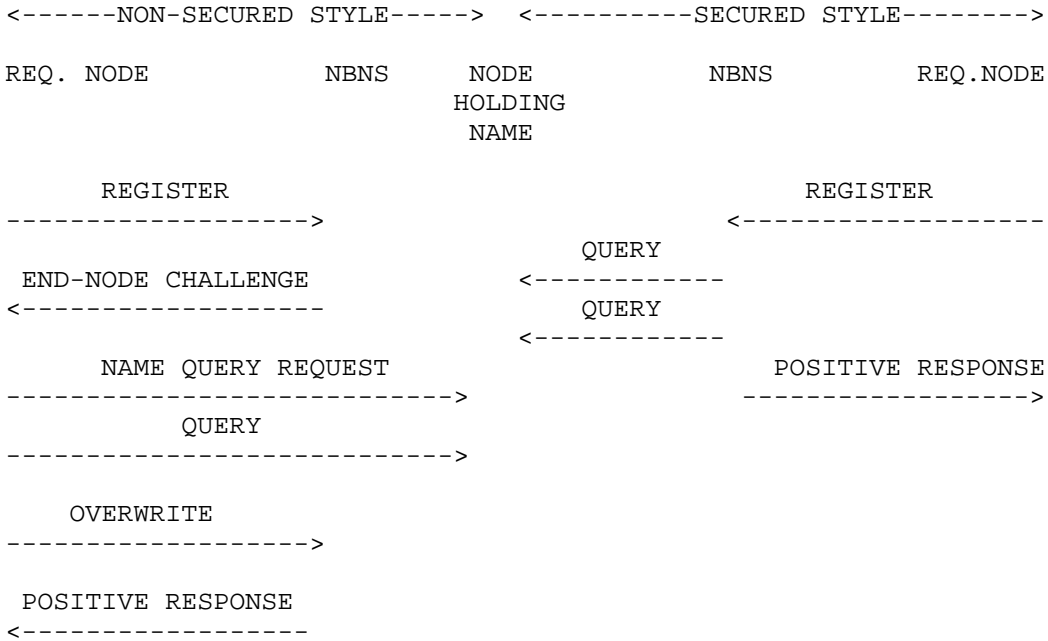 <------NON-SECURED STYLE-----> <----------SECURED STYLE-------->
REQ. NODE NBNS NODE NBNS REQ.NODE
HOLDING
NAME
REGISTER REGISTER
-------------------> <-------------------
QUERY
END-NODE CHALLENGE <------------
<------------------- QUERY
<------------
NAME QUERY REQUEST POSITIVE RESPONSE
----------------------------> ------------------>
QUERY
---------------------------->
OVERWRITE
------------------->
POSITIVE RESPONSE
<------------------